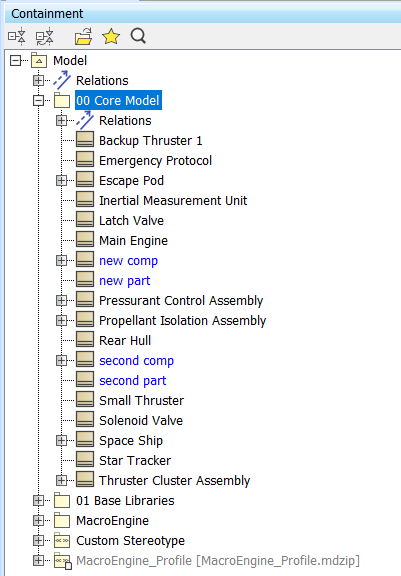 Containment
Model
Relations
00 Core Model
Relations
Backup Thruster 1
Emergency Protocol
Escape Pod
Inertial Measurement Unit
Latch Valve
Main Engine
new comp
new part
Pressurant Control Assembly
Propellant Isolation Assembly
Rear Hull
second comp
second part
Small Thruster
Solenoid Valve
Space Ship
Star Tracker
Thruster Cluster Assembly
01 Base Libraries
MacroEngine
Custom Stereotype
MacroEngine_Profile [MacroEngine_Profile.mdzip]